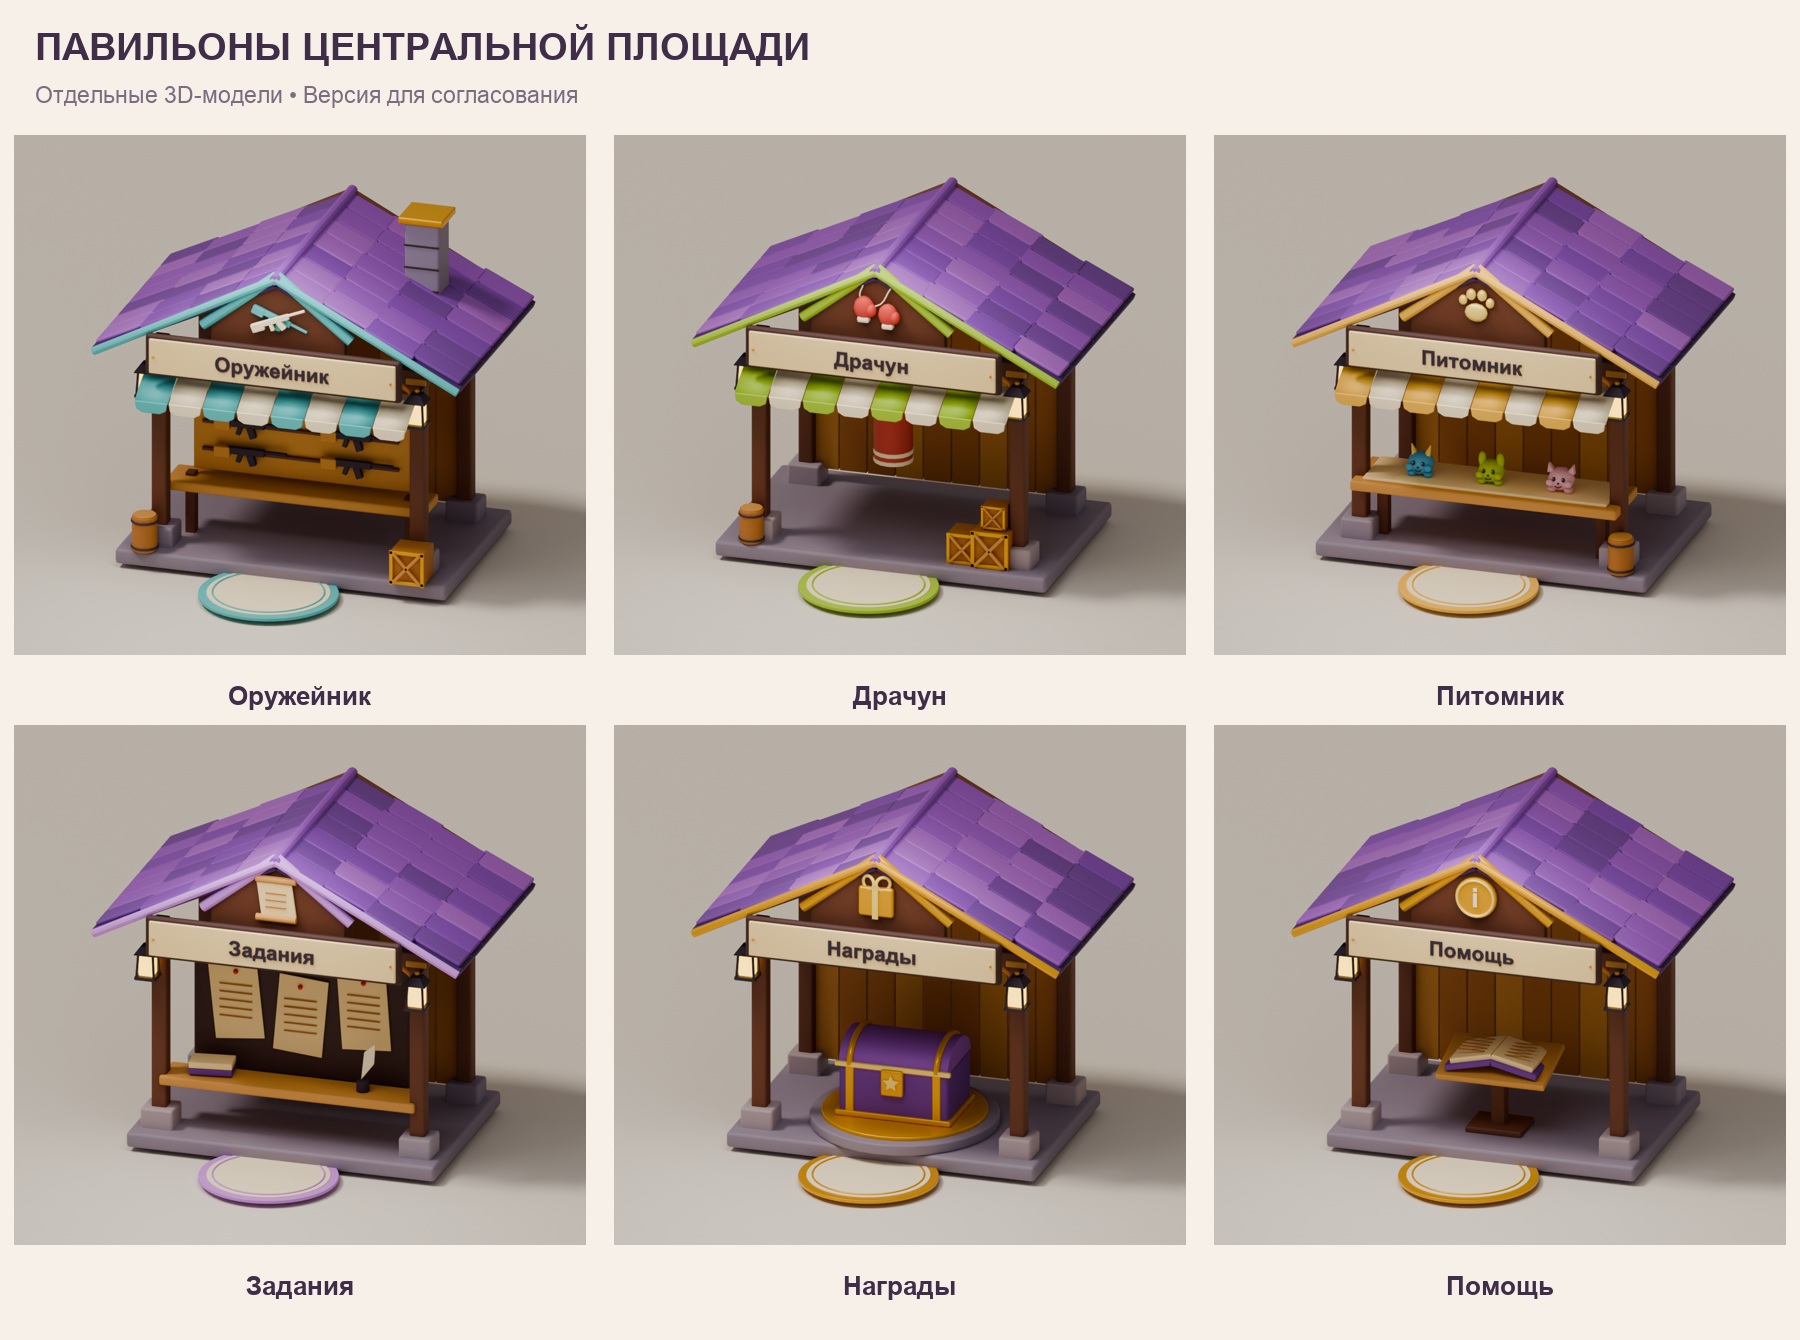 ПАВИЛЬОНЫ ЦЕНТРАЛЬНОЙ ПЛОЩАДИ
Отдельные 3D-модели • Версия для согласования
Оружейник
Драчун
Питомник
Оружейник
Драчун
Питомник
Задания
Награды
i
Помощь
Задания
Награды
Помощь